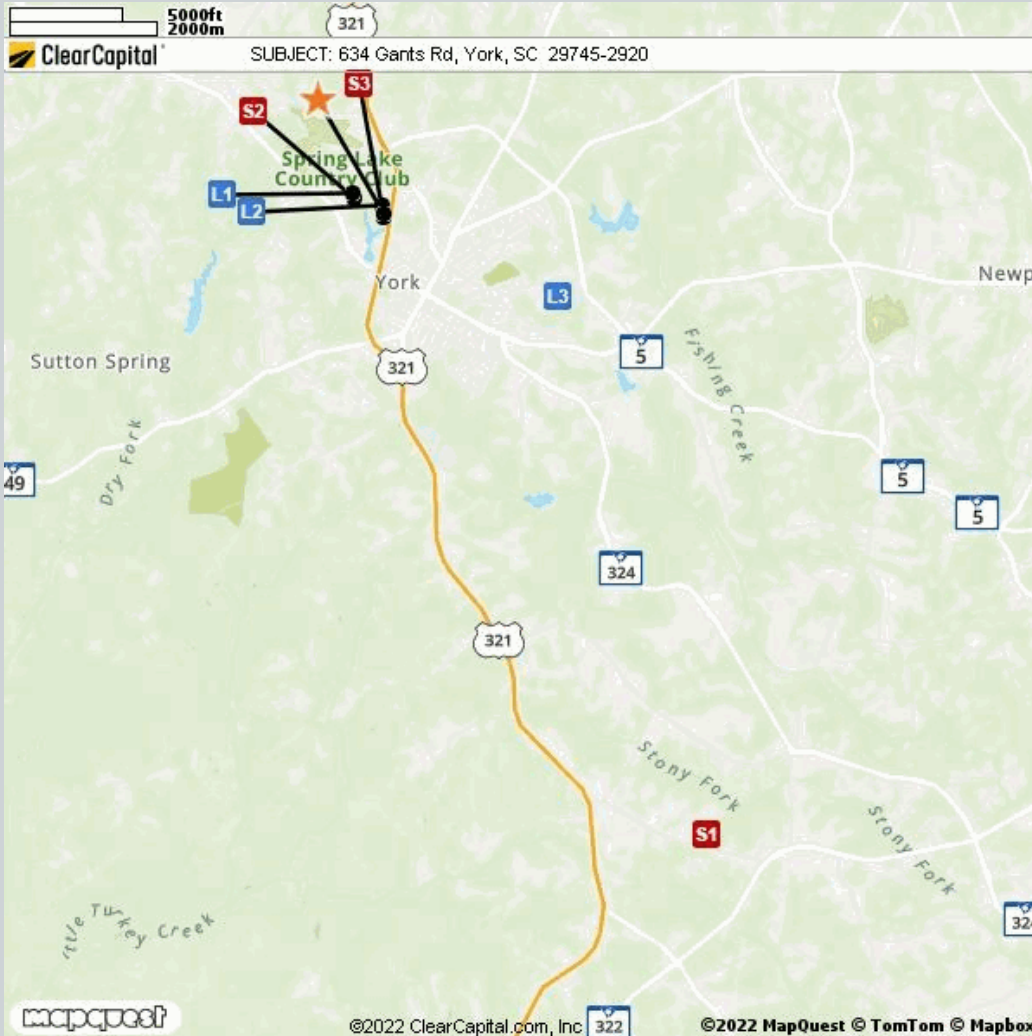 5000ft
2000m
321
ClearCapital
SUBJECT: 634 Gants Rd, York, SC 29745-2920
S3
S2
Spring Lake
Country Club
L1
L2
York
Newp
L3
5
Sutton Spring
321
Fishing Creek
Dry Fork
49
5
5
324
321
Stony Fork
S1
Stony Fork
ttle Turkey Creek
32
mapquest
©2022 ClearCapital.com, Inc
322
©2022 MapQuest © TomTom © Mapbox